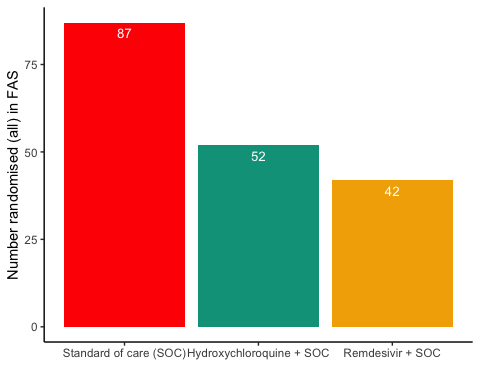 Number randomised (all) in FAS
75
50
25
0
87
52
42
Standard of care (SOC)
Hydroxychloroquine + SOC
Remdesivir + SOC